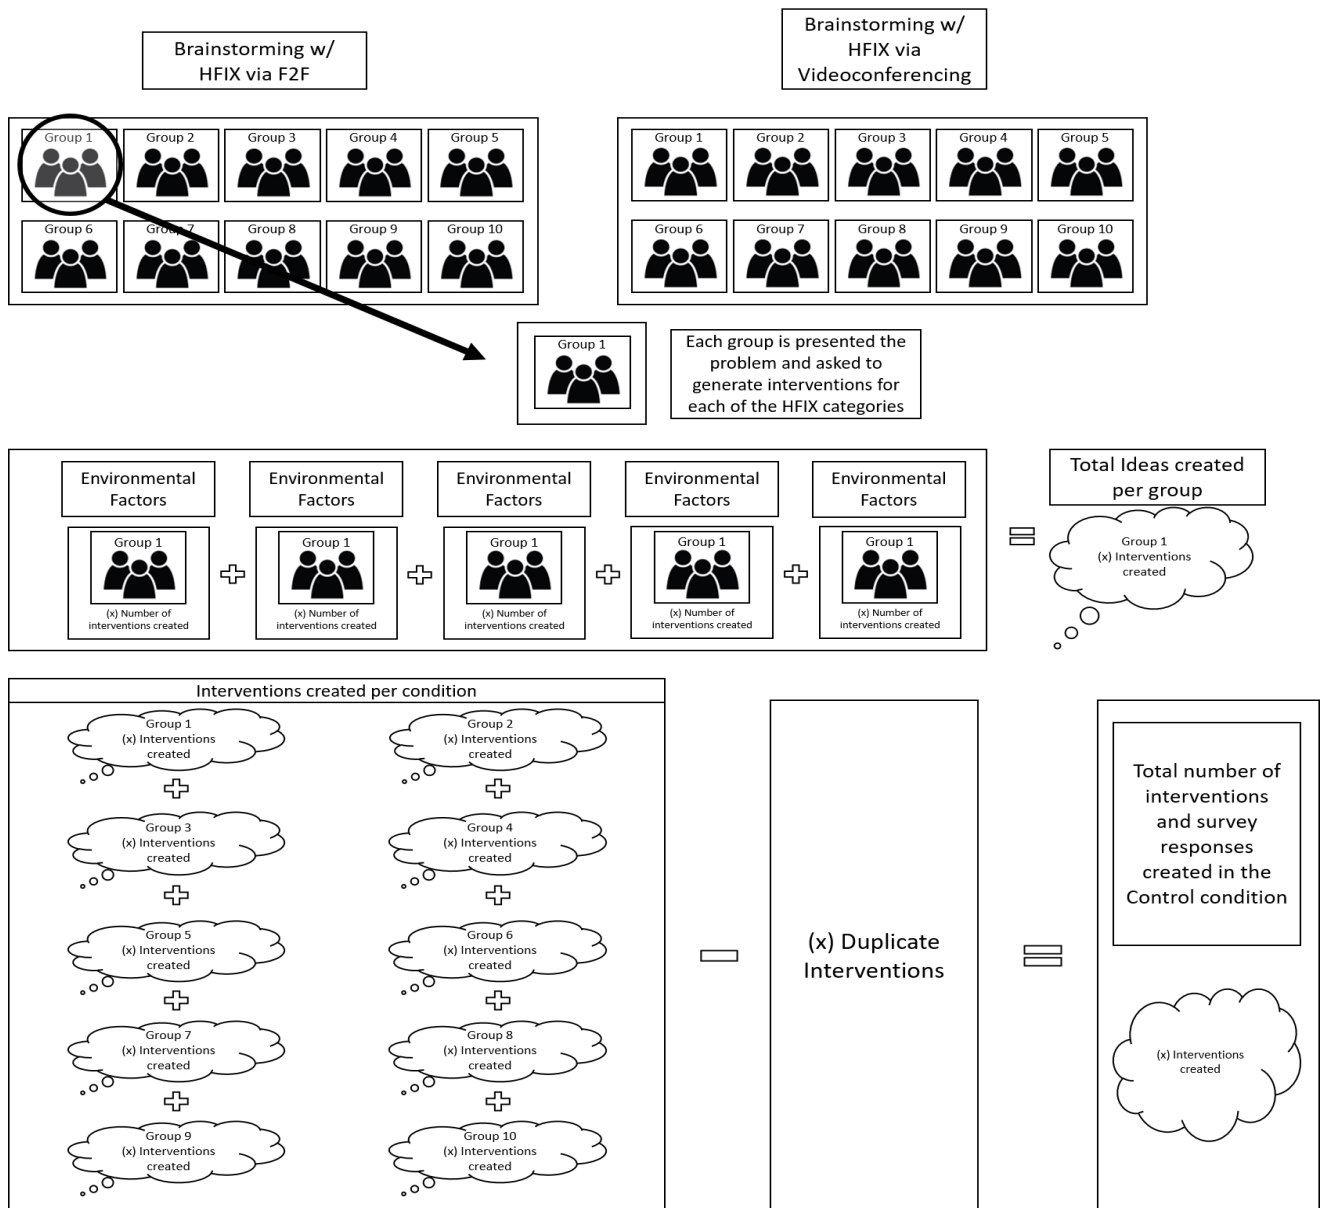 Brainstorming w/
HFIX via F2F
Brainstorming w/
HFIX via
Videoconferencing
Group 1
Group 2
Group 3
Group 4
Group 5
Group 6
Group 7
Group 8
Group 9
Group 10
Group 1
Group 2
Group 3
Group 4
Group 5
Group 6
Group 7
Group 8
Group 9
Group 10
Group 1
Each group is presented the
problem and asked to
generate interventions for
each of the HFIX categories
Environmental
Factors
Group 1
(x) Number of
interventions created
Environmental
Factors
Group 1
(x) Number of
interventions created
Environmental
Factors
Group 1
(x) Number of
interventions created
Environmental
Factors
Group 1
(x) Number of
interventions created
Environmental
Factors
Group 1
(x) Number of
interventions created
Total Ideas created
per group
Group 1
(x) Interventions
created
Interventions created per condition
Group 1
(x) Interventions
created
Group 2
(x) Interventions
created
Group 3
(x) Interventions
created
Group 4
(x) Interventions
created
Group 5
(x) Interventions
created
Group 6
(x) Interventions
created
Group 7
(x) Interventions
created
Group 8
(x) Interventions
created
Group 9
(x) Interventions
created
Group 10
(x) Interventions
created
(x) Duplicate
Interventions
Total number of
interventions
and survey
responses
created in the
Control condition
(x) Interventions
created